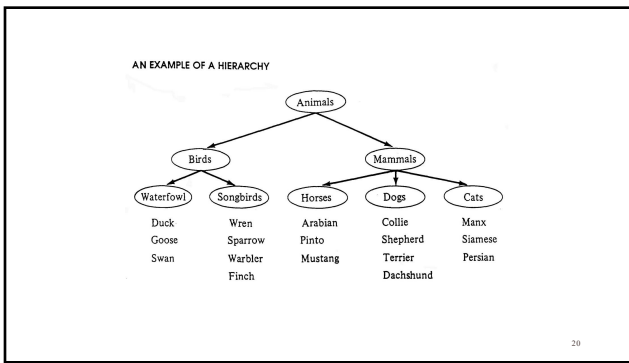 AN EXAMPLE OF A HIERARCHY
Animals
Birds Mammals
Waterfowl Songbirds Horses Dogs Cats
Duck Wren Arabian Collie Manx
Goose Sparrow Pinto Shepherd Siamese
Swan Warbler Mustang Terrier Persian
Finch Dachshund
20